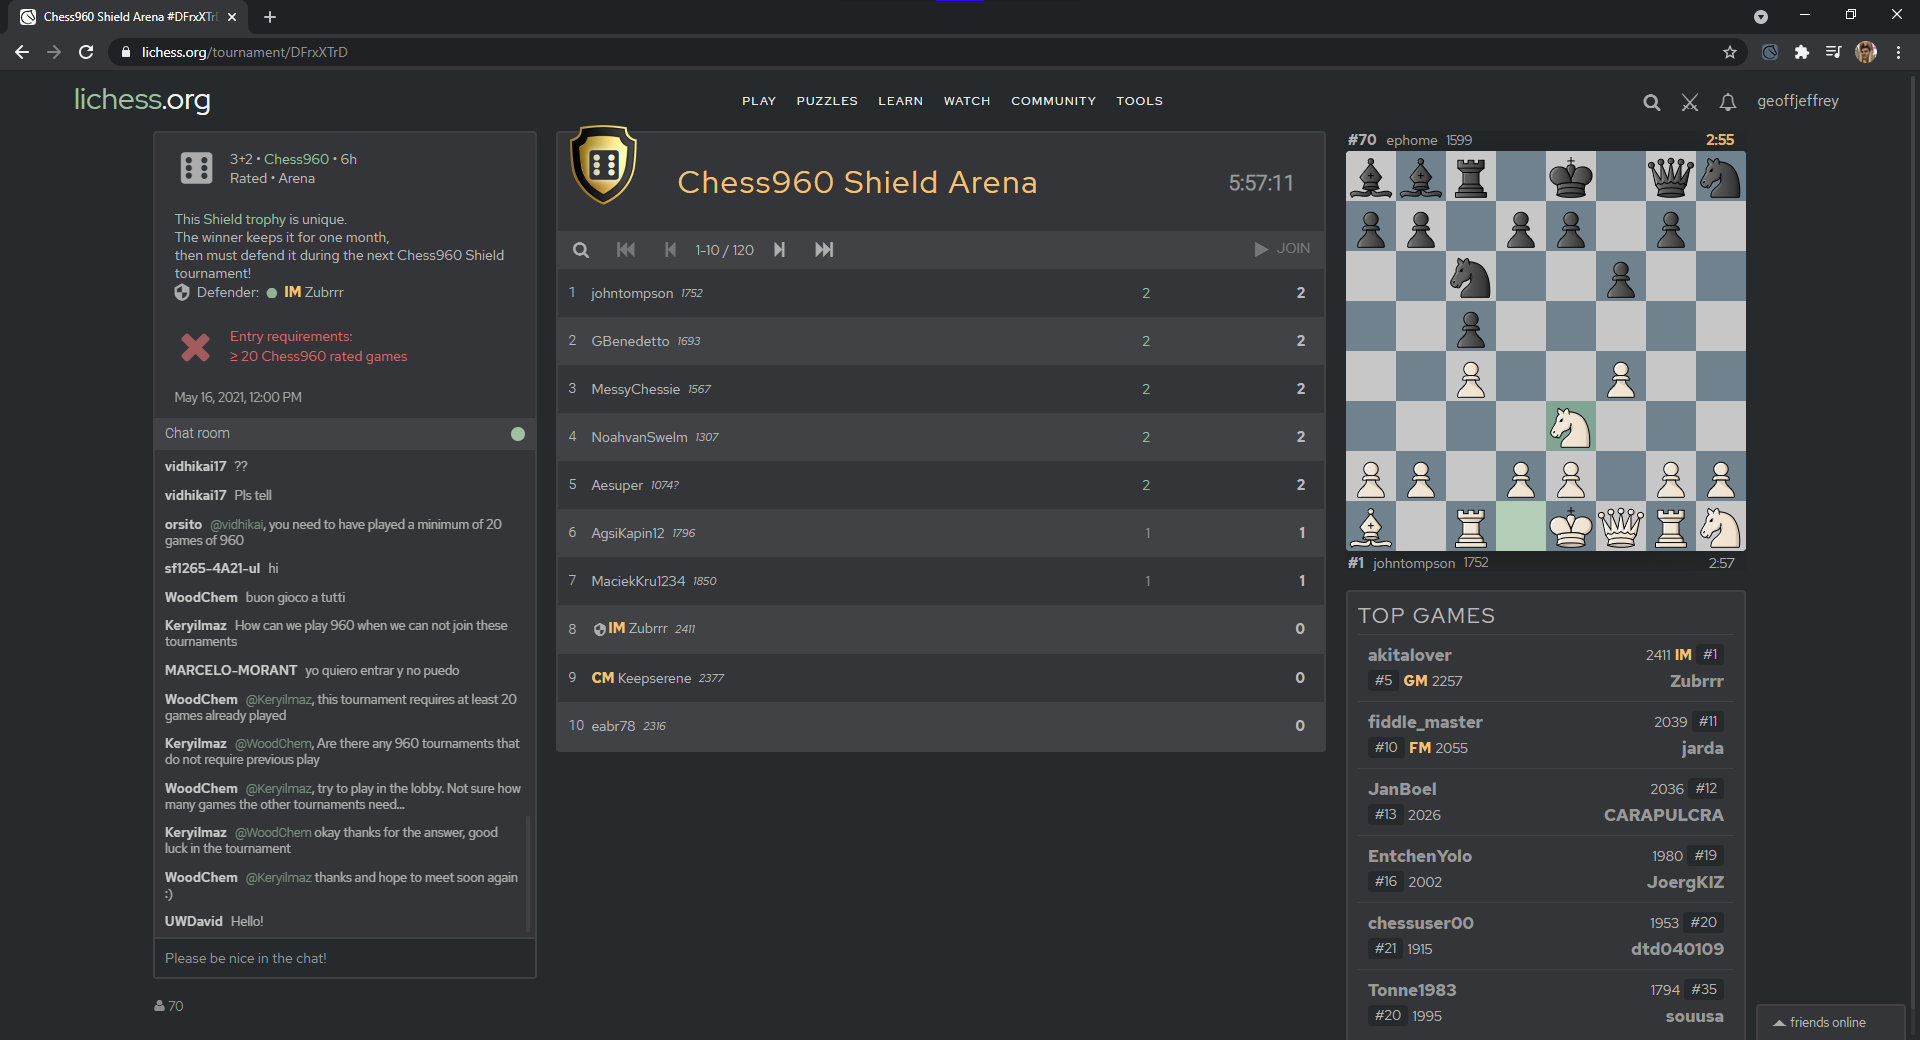 Chess960 Shield Arena #DFrxXTrD
lichess.org/tournament/DFrxXTrD
lichess.org
PLAY PUZZLES LEARN WATCH COMMUNITY TOOLS
geoffjeffrey
3+2 • Chess960 • 6h
Rated • Arena
This Shield trophy is unique.
The winner keeps it for one month,
then must defend it during the next Chess960 Shield
tournament!
Defender: IM Zubrrr
Entry requirements:
≥ 20 Chess960 rated games
May 16, 2021, 12:00 PM
Chat room
vidhikai17 ??
vidhikai17 Pls tell
orsito @vidhikai, you need to have played a minimum of 20
games of 960
sf1265-4A21-ul hi
WoodChem buon gioco a tutti
Keryilmaz How can we play 960 when we can not join these
tournaments
MARCELO-MORANT yo quiero entrar y no puedo
WoodChem @Keryilmaz, this tournament requires at least 20
games already played
Keryilmaz @WoodChem, Are there any 960 tournaments that
do not require previous play
WoodChem @Keryilmaz, try to play in the lobby. Not sure how
many games the other tournaments need...
Keryilmaz @WoodChem okay thanks for the answer, good
luck in the tournament
WoodChem @Keryilmaz thanks and hope to meet soon again
:)
UWDavid Hello!
Please be nice in the chat!
70
Chess960 Shield Arena
5:57:11
1-10 / 120
JOIN
1 johntompson 1752 2 2
2 GBenedetto 1693 2 2
3 MessyChessie 1567 2 2
4 NoahvanSwelm 1307 2 2
5 Aesuper 1074? 2 2
6 AgsiKapin12 1796 1 1
7 MaciekKru1234 1850 1 1
8 IM Zubrrr 2411 0
9 CM Keepserene 2377 0
10 eabr78 2316 0
#70 ephome 1599 2:55
#1 johntompson 1752 2:57
TOP GAMES
akitalover 2411 IM #1
#5 GM 2257 Zubrrr
fiddle_master 2039 #11
#10 FM 2055 jarda
JanBoel 2036 #12
#13 2026 CARAPULCRA
EntchenYolo 1980 #19
#16 2002 JoergKIZ
chessuser00 1953 #20
#21 1915 dtd040109
Tonne1983 1794 #35
#20 1995 souusa
friends online